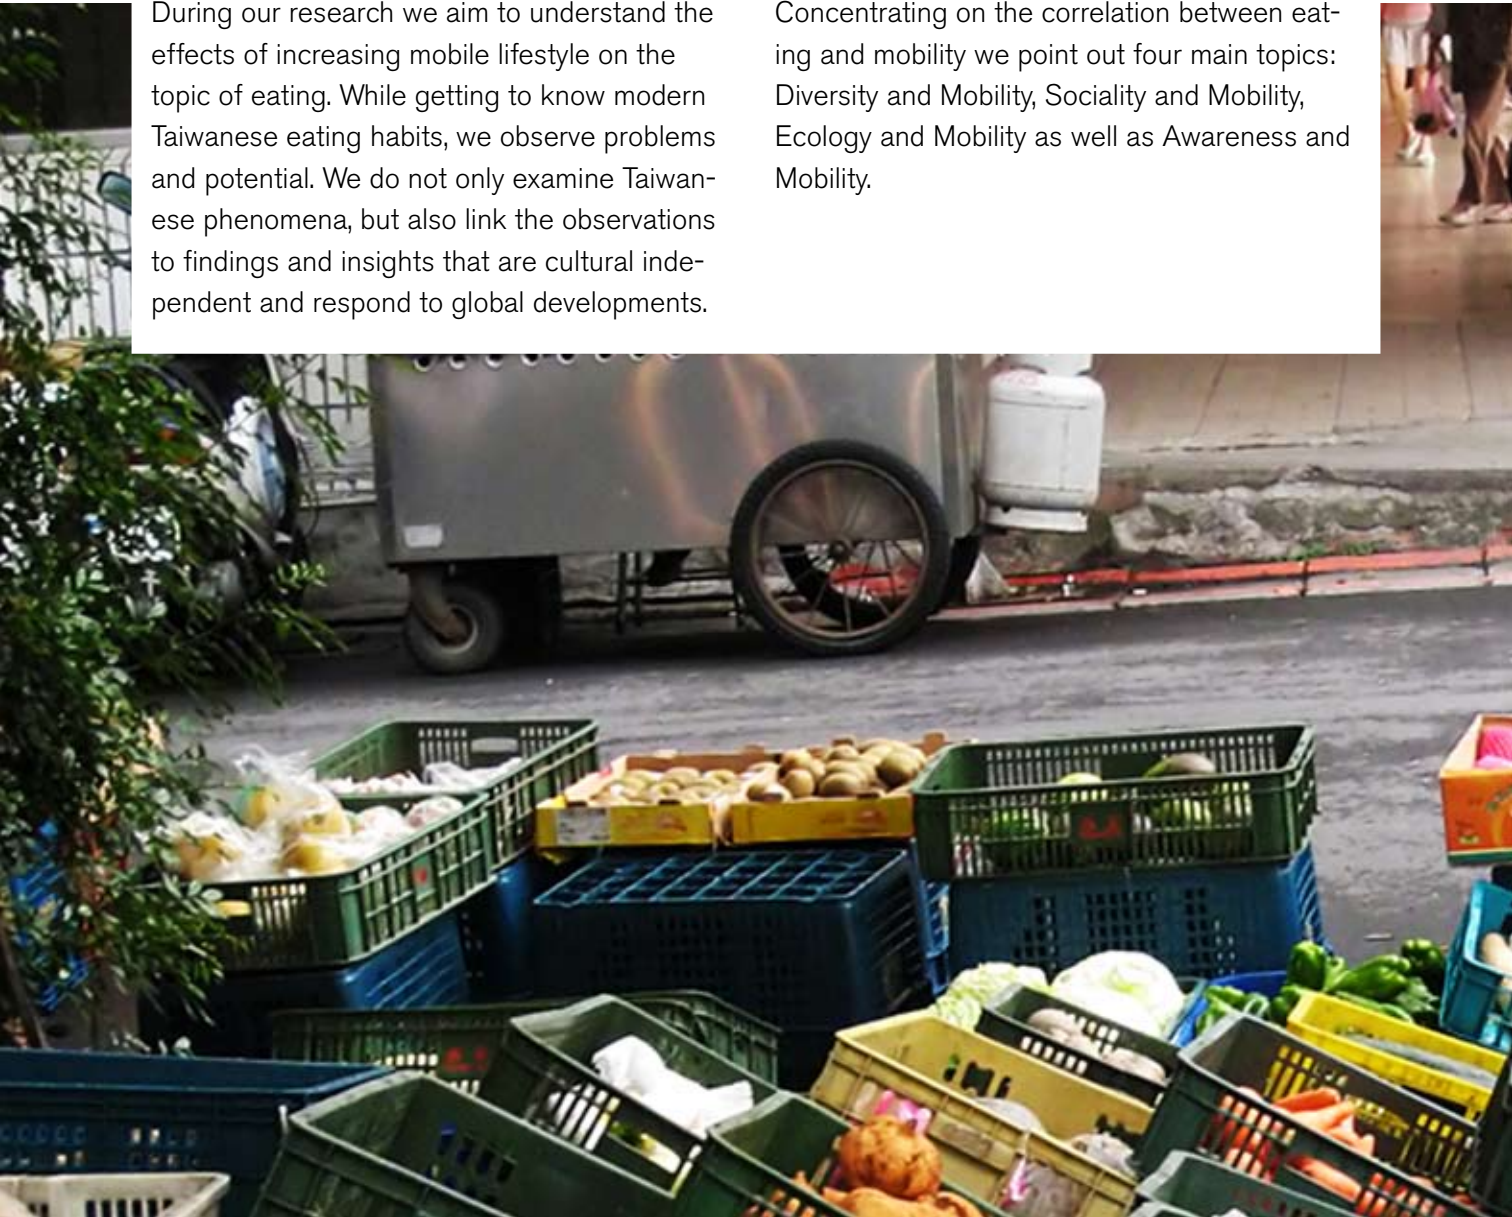 During our research we aim to understand the
effects of increasing mobile lifestyle on the
topic of eating. While getting to know modern
Taiwanese eating habits, we observe problems
and potential. We do not only examine Taiwan-
ese phenomena, but also link the observations
to findings and insights that are cultural inde-
pendent and respond to global developments.
Concentrating on the correlation between eat-
ing and mobility we point out four main topics:
Diversity and Mobility, Sociality and Mobility,
Ecology and Mobility as well as Awareness and
Mobility.